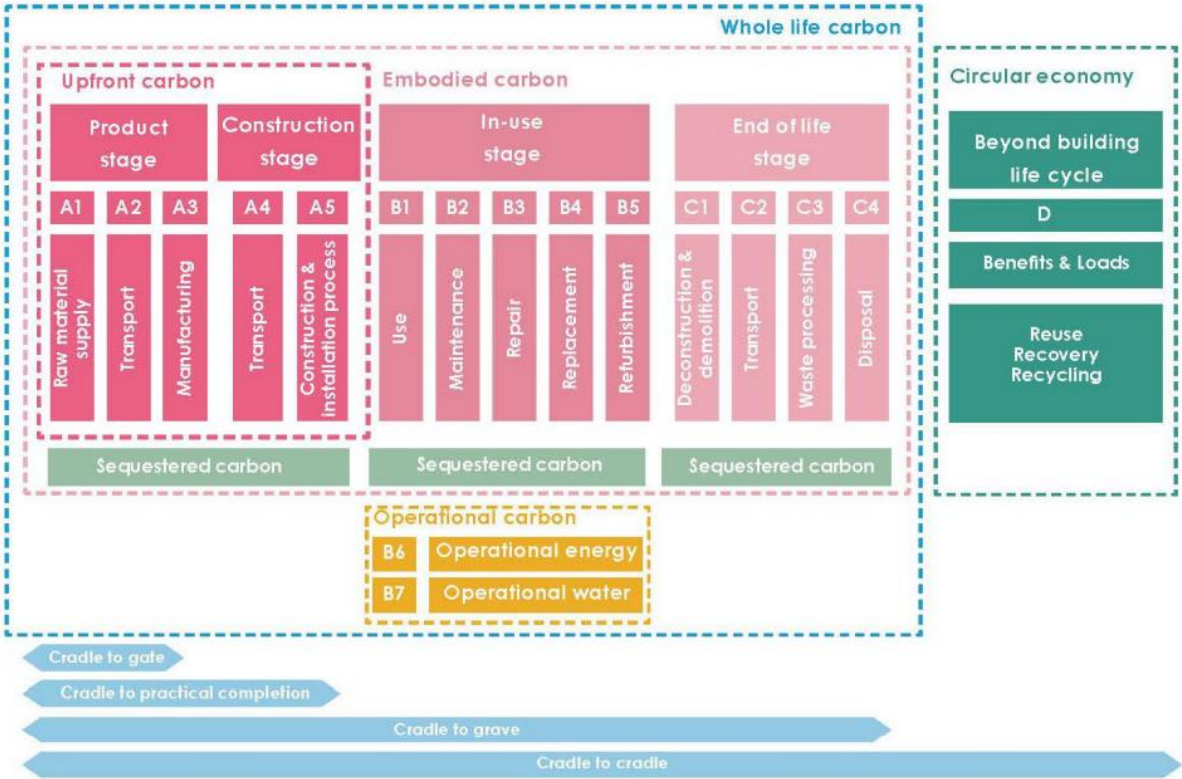 Whole life carbon
Upfront carbon
Embodied carbon
Circular economy
Product
stage
Construction
stage
In-use
stage
End of life
stage
Beyond building
life cycle
A1
A2
A3
A4
A5
B1
B2
B3
B4
B5
C1
C2
C3
C4
D
Raw material
supply
Transport
Manufacturing
Transport
Construction &
installation process
Use
Maintenance
Repair
Replacement
Refurbishment
Deconstruction &
demolition
Transport
Waste processing
Disposal
Benefits & Loads
Reuse
Recovery
Recycling
Sequestered carbon
Sequestered carbon
Sequestered carbon
Operational carbon
B6
Operational energy
B7
Operational water
Cradle to gate
Cradle to practical completion
Cradle to grave
Cradle to cradle